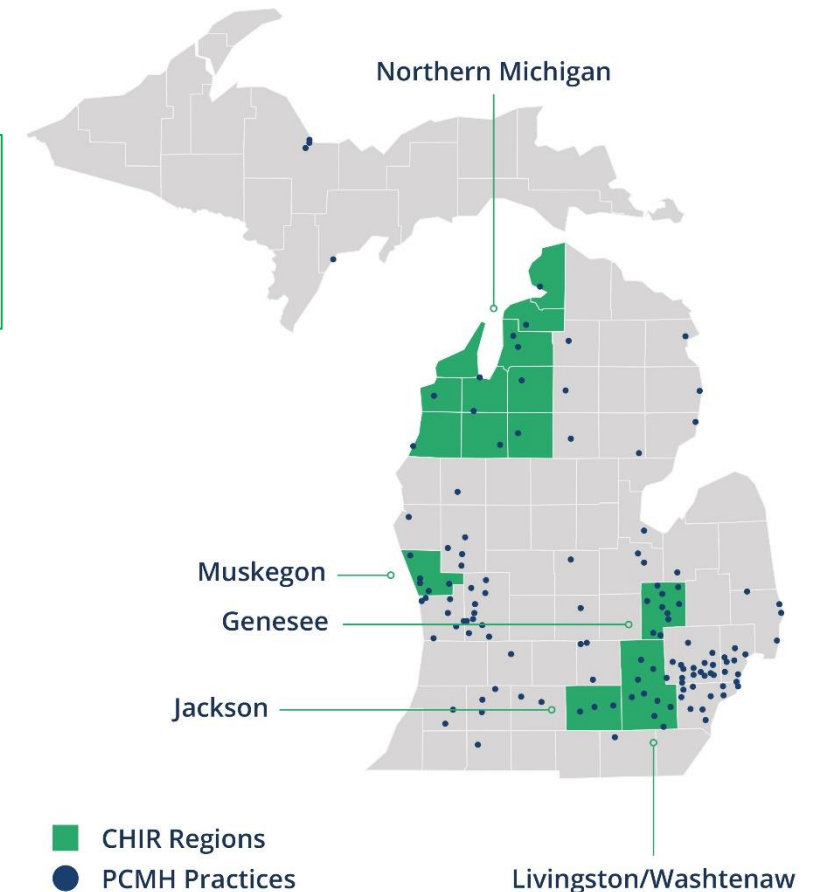 Northern Michigan
Muskegon
Genesee
Jackson
CHIR Regions
PCMH Practices
Livingston/Washtenaw